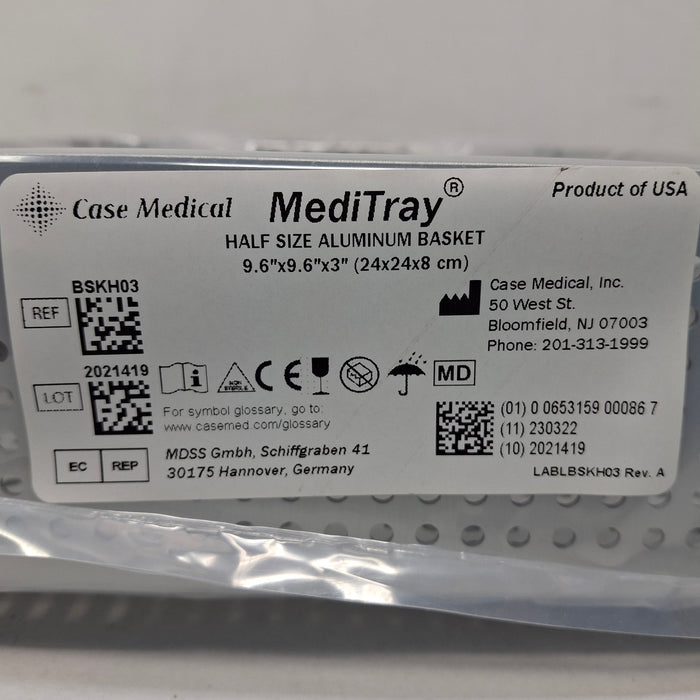 Case Medical MediTray® Product of USA
HALF SIZE ALUMINUM BASKET
9.6"x9.6"x3" (24x24x8 cm)
BSKH03
REF
Case Medical, Inc.
50 West St.
Bloomfield, NJ 07003
Phone: 201-313-1999
2021419
LOT
NON STERILE
CE
MD
For symbol glossary, go to:
www.casemed.com/glossary
(01) 0 0653159 00086 7
(11) 230322
(10) 2021419
EC REP
MDSS Gmbh, Schiffgraben 41
30175 Hannover, Germany
LABLBSKH03 Rev. A